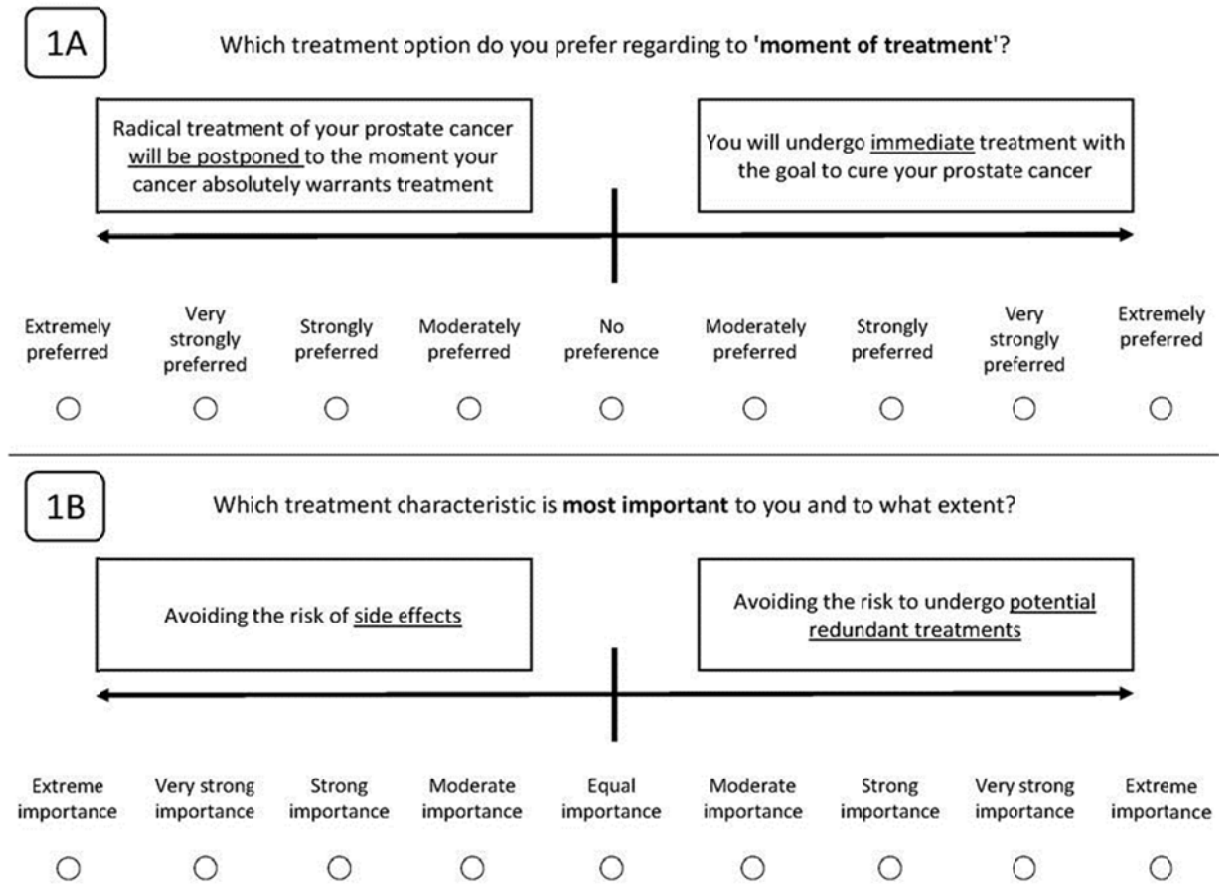 1A
Which treatment option do you prefer regarding to 'moment of treatment'?
Radical treatment of your prostate cancer
will be postponed to the moment your
cancer absolutely warrants treatment
You will undergo immediate treatment with
the goal to cure your prostate cancer
Extremely
preferred
Very
strongly
preferred
Strongly
preferred
Moderately
preferred
No
preference
Moderately
preferred
Strongly
preferred
Very
strongly
preferred
Extremely
preferred
1B
Which treatment characteristic is most important to you and to what extent?
Avoiding the risk of side effects
Avoiding the risk to undergo potential
redundant treatments
Extreme
importance
Very strong
importance
Strong
importance
Moderate
importance
Equal
importance
Moderate
importance
Strong
importance
Very strong
importance
Extreme
importance